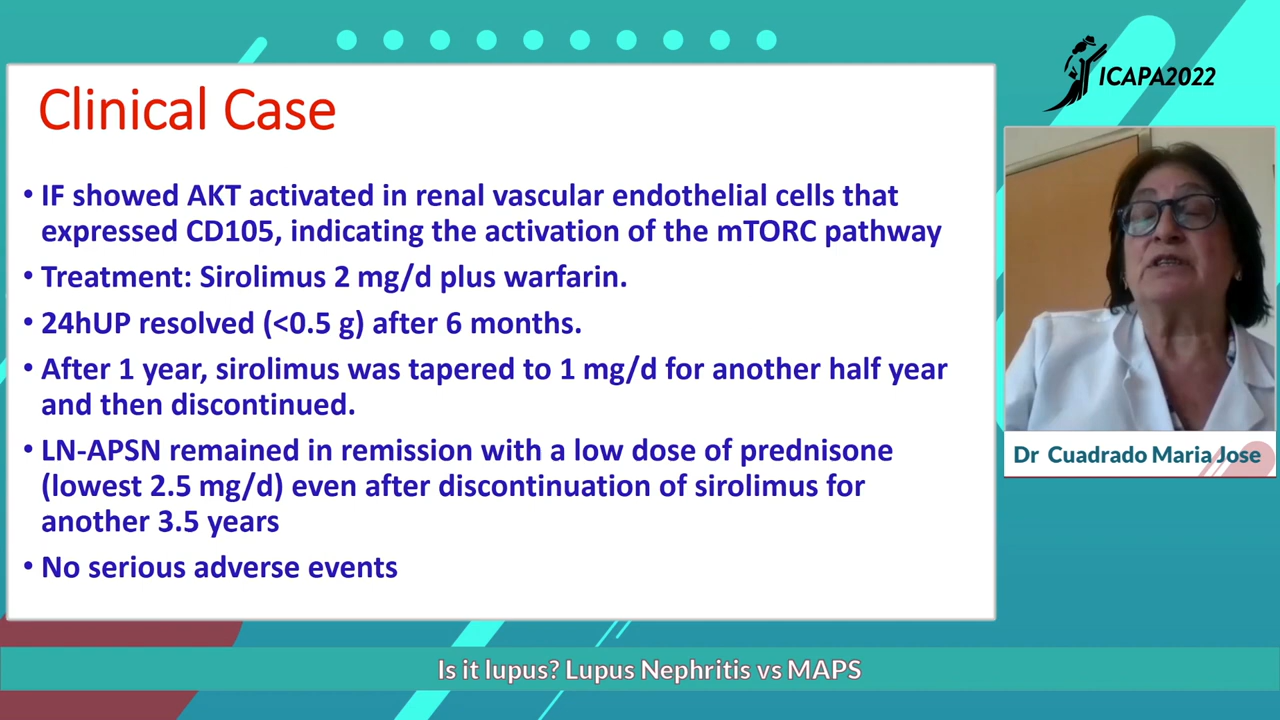 ICAPA2022
Clinical Case
• IF showed AKT activated in renal vascular endothelial cells that
expressed CD105, indicating the activation of the mTORC pathway
• Treatment: Sirolimus 2 mg/d plus warfarin.
• 24hUP resolved (<0.5 g) after 6 months.
• After 1 year, sirolimus was tapered to 1 mg/d for another half year
and then discontinued.
• LN-APSN remained in remission with a low dose of prednisone
(lowest 2.5 mg/d) even after discontinuation of sirolimus for
another 3.5 years
• No serious adverse events
Dr Cuadrado Maria Jose
Is it lupus? Lupus Nephritis vs MAPS